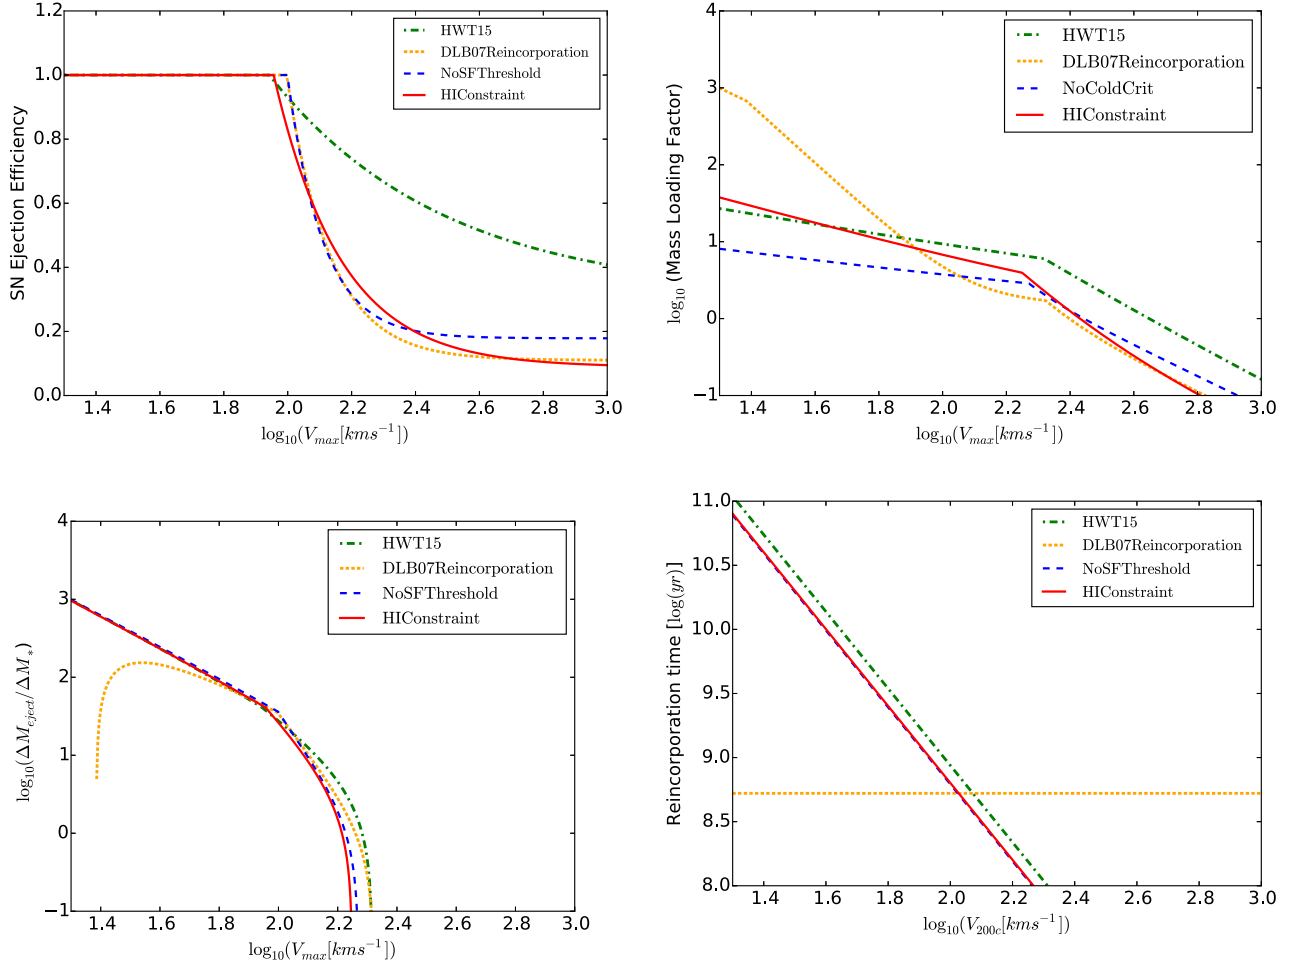 SN Ejection Efficiency
1.2
1.0
0.8
0.6
0.4
0.2
0.0
1.4 1.6 1.8 2.0 2.2 2.4 2.6 2.8 3.0
log₁₀(V_max[kms⁻¹])
HWT15
DLB07Reincorporation
NoSFThreshold
HIConstraint
log₁₀ (Mass Loading Factor)
4
3
2
1
0
−1
1.4 1.6 1.8 2.0 2.2 2.4 2.6 2.8 3.0
log₁₀(V_max[kms⁻¹])
HWT15
DLB07Reincorporation
NoColdCrit
HIConstraint
log₁₀(ΔM_eject/ΔM_*)
4
3
2
1
0
−1
1.4 1.6 1.8 2.0 2.2 2.4 2.6 2.8 3.0
log₁₀(V_max[kms⁻¹])
HWT15
DLB07Reincorporation
NoSFThreshold
HIConstraint
Reincorporation time [log(yr)]
11.0
10.5
10.0
9.5
9.0
8.5
8.0
1.4 1.6 1.8 2.0 2.2 2.4 2.6 2.8 3.0
log₁₀(V_200c[kms⁻¹])
HWT15
DLB07Reincorporation
NoSFThreshold
HIConstraint